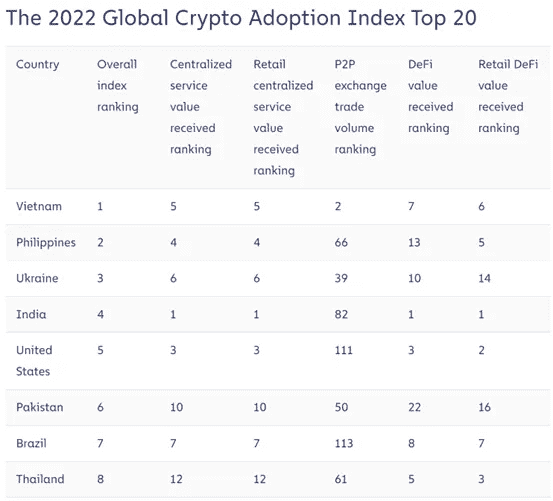 The 2022 Global Crypto Adoption Index Top 20
Country Overall index ranking Centralized service value received ranking Retail centralized service value received ranking P2P exchange trade volume ranking DeFi value received ranking Retail DeFi value received ranking
Vietnam 1 5 5 2 7 6
Philippines 2 4 4 66 13 5
Ukraine 3 6 6 39 10 14
India 4 1 1 82 1 1
United States 5 3 3 111 3 2
Pakistan 6 10 10 50 22 16
Brazil 7 7 7 113 8 7
Thailand 8 12 12 61 5 3